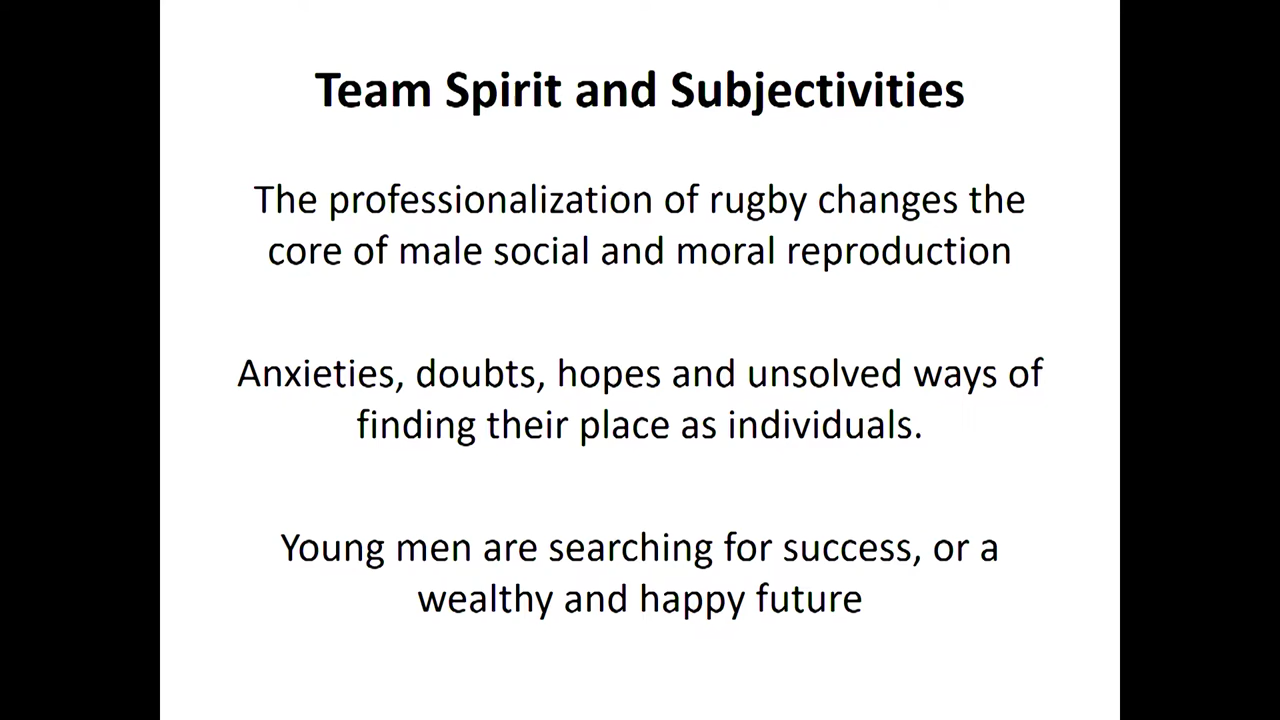 Team Spirit and Subjectivities
The professionalization of rugby changes the
core of male social and moral reproduction
Anxieties, doubts, hopes and unsolved ways of
finding their place as individuals.
Young men are searching for success, or a
wealthy and happy future